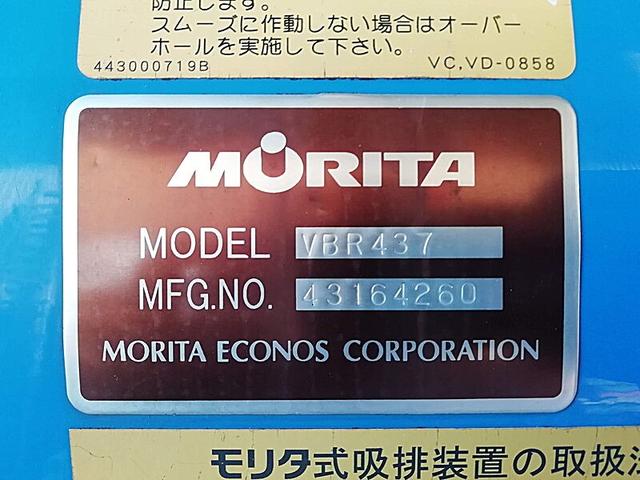 防止します。
スムーズに作動しない場合はオーバー
ホールを実施して下さい。
443000719B VC,VD-0858
MORITA
MODEL VBR437
MFG.NO. 43164260
MORITA ECONOS CORPORATION
モリタ式吸排装置の取扱注